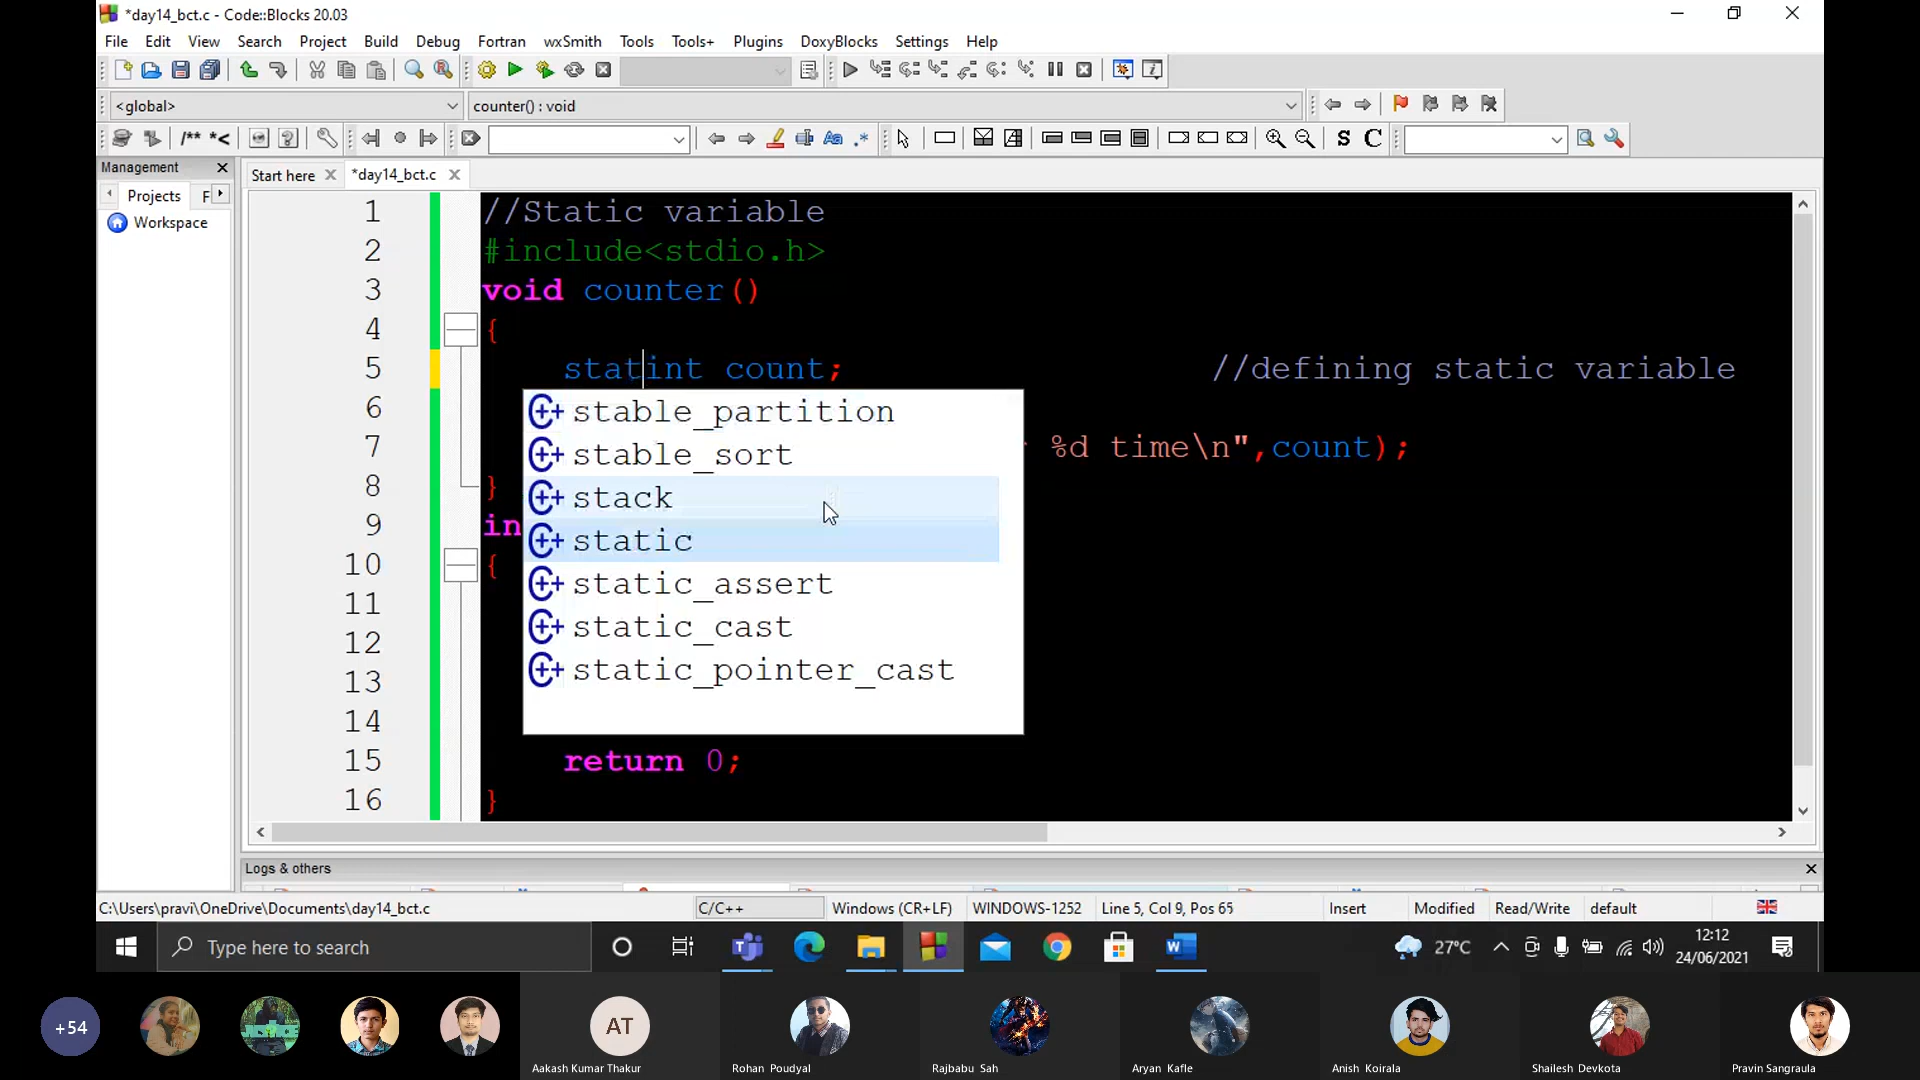 *day14_bct.c - Code::Blocks 20.03
File Edit View Search Project Build Debug Fortran wxSmith Tools Tools+ Plugins DoxyBlocks Settings Help
<global> counter() : void
/** *< Aa .* S C
Management
Start here *day14_bct.c
Projects F
Workspace
1 //Static variable
2 #include<stdio.h>
3 void counter()
4 {
5 statint count; //defining static variable
6
7 %d time\n",count);
8 }
9 in
10 {
11
12
13
14
15 return 0;
16 }
stable_partition
stable_sort
stack
static
static_assert
static_cast
static_pointer_cast
Logs & others
C:\Users\pravi\OneDrive\Documents\day14_bct.c C/C++ Windows (CR+LF) WINDOWS-1252 Line 5, Col 9, Pos 65 Insert Modified Read/Write default
Type here to search
27°C
12:12
24/06/2021
+54
JUSTICE
AT
Aakash Kumar Thakur Rohan Poudyal Rajbabu Sah Aryan Kafle Anish Koirala Shailesh Devkota Pravin Sangraula